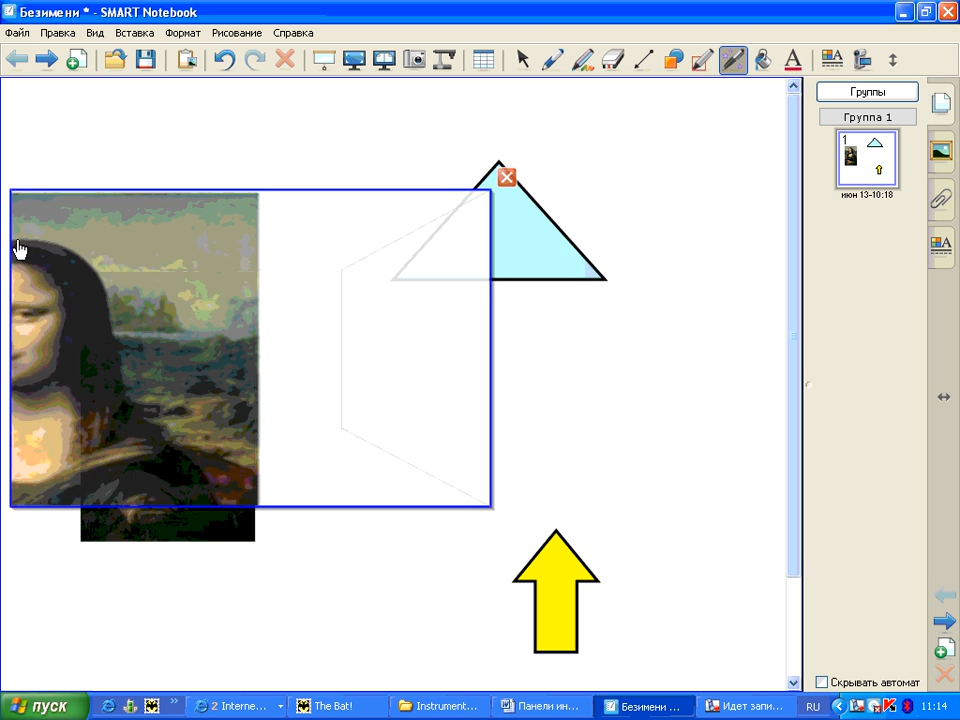 Безимени * - SMART Notebook
Файл Правка Вид Вставка Формат Рисование Справка
Группы
Группа 1
1
июн 13-10:18
Скрывать автомат
пуск
2 Interne...
The Bat!
Instrument...
Панели ин...
Безимени ...
Идет запи...
RU
11:14